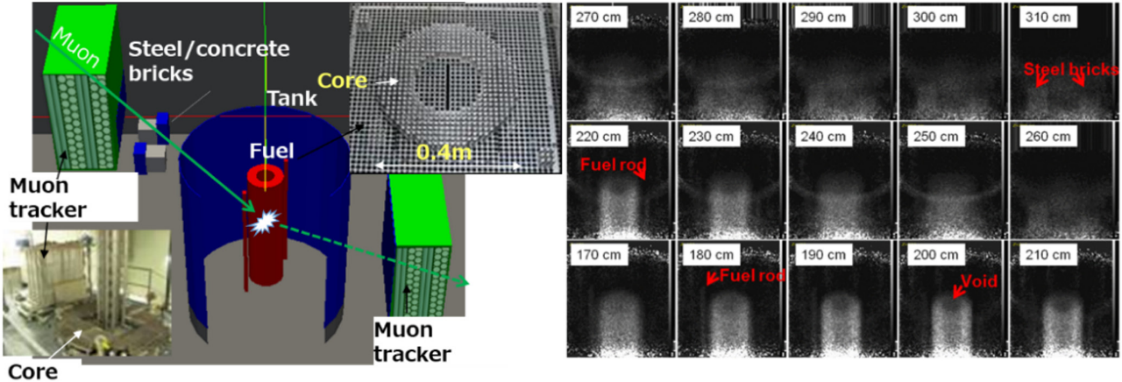 Muon
Steel/concrete
bricks
Core
Tank
Fuel
0.4m
Muon
tracker
Muon
tracker
Core
270 cm
280 cm
290 cm
300 cm
310 cm
Steel bricks
220 cm
230 cm
240 cm
250 cm
260 cm
Fuel rod
170 cm
180 cm
190 cm
200 cm
210 cm
Fuel rod
Void